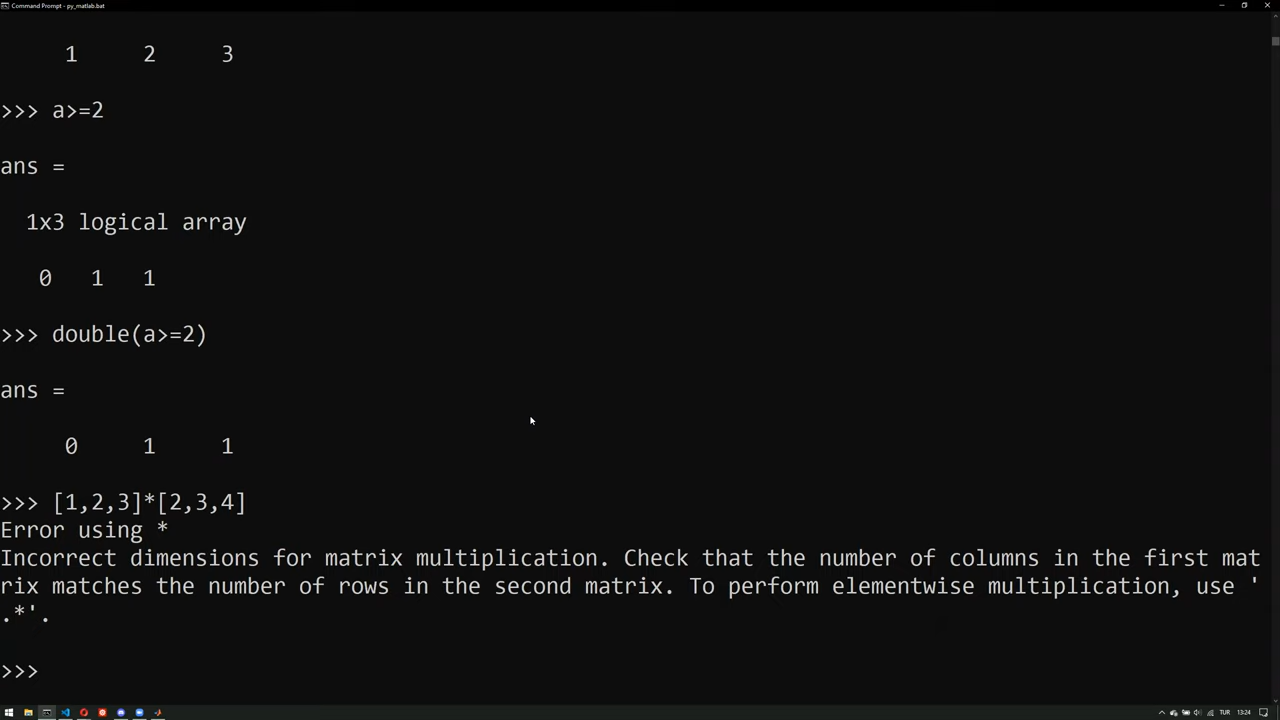 Command Prompt - py_matlab.bat
1 2 3
>>> a>=2
ans =
1x3 logical array
0 1 1
>>> double(a>=2)
ans =
0 1 1
>>> [1,2,3]*[2,3,4]
Error using *
Incorrect dimensions for matrix multiplication. Check that the number of columns in the first mat
rix matches the number of rows in the second matrix. To perform elementwise multiplication, use '
.*'.
>>>
TUR 13:24